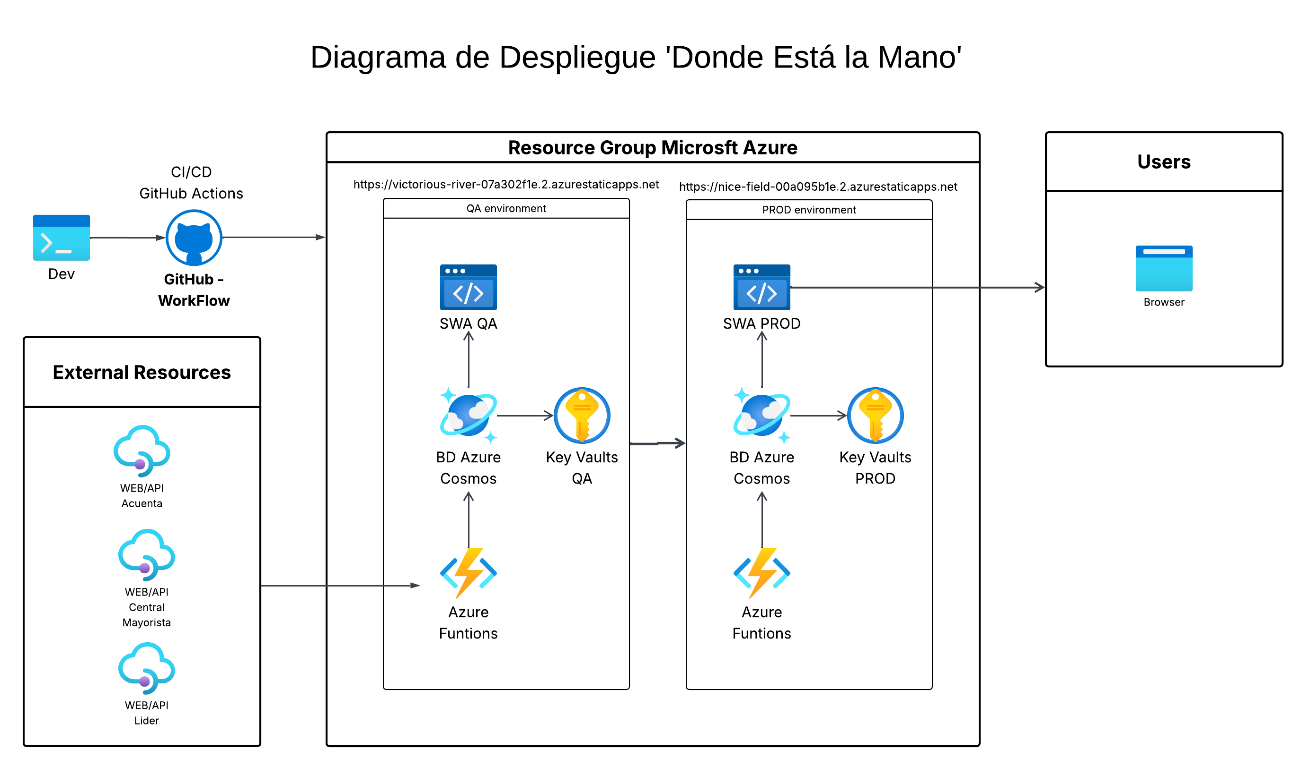 Diagrama de Despliegue 'Donde Está la Mano'
CI/CD
GitHub Actions
Dev
GitHub -
WorkFlow
External Resources
WEB/API
Acuenta
WEB/API
Central
Mayorista
WEB/API
Lider
Resource Group Microsft Azure
https://victorious-river-07a302f1e.2.azurestaticapps.net
QA environment
SWA QA
BD Azure
Cosmos
Key Vaults
QA
Azure
Funtions
https://nice-field-00a095b1e.2.azurestaticapps.net
PROD environment
SWA PROD
BD Azure
Cosmos
Key Vaults
PROD
Azure
Funtions
Users
Browser